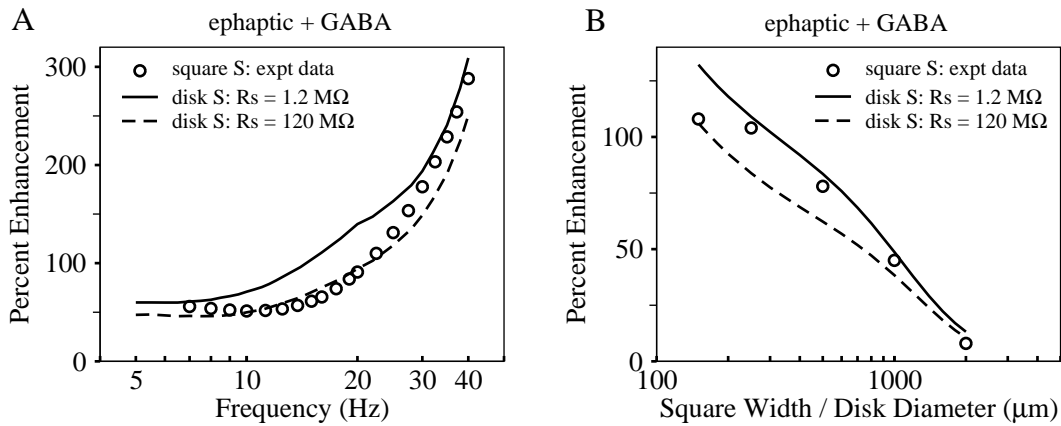 A
ephaptic + GABA
300
200
100
0
Percent Enhancement
square S: expt data
disk S: Rs = 1.2 MΩ
disk S: Rs = 120 MΩ
5
10
20
30
40
Frequency (Hz)
B
ephaptic + GABA
100
50
0
Percent Enhancement
square S: expt data
disk S: Rs = 1.2 MΩ
disk S: Rs = 120 MΩ
100
1000
Square Width / Disk Diameter (μm)